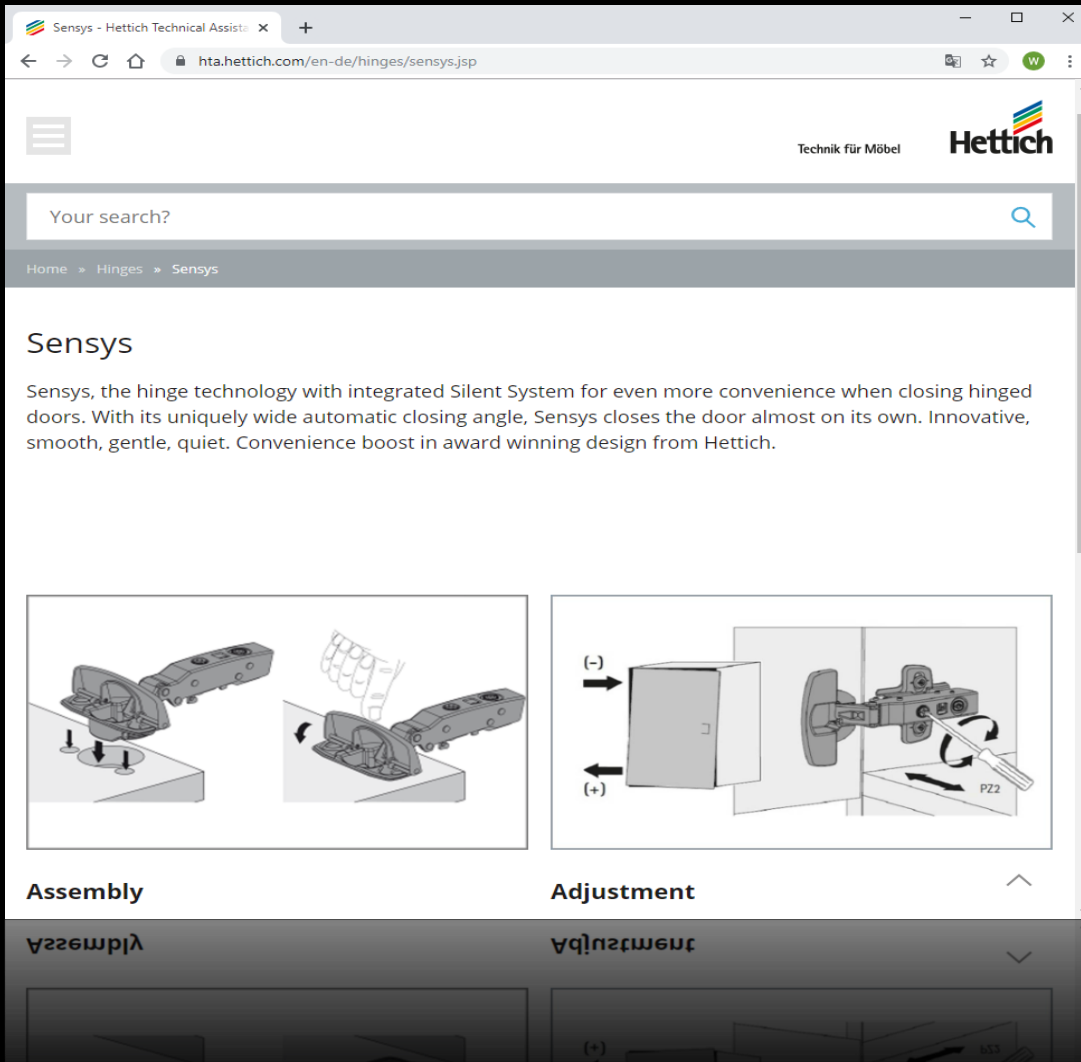 Sensys - Hettich Technical Assista
hta.hettich.com/en-de/hinges/sensys.jsp
W
Technik für Möbel
Hettich
Your search?
Home » Hinges » Sensys
Sensys
Sensys, the hinge technology with integrated Silent System for even more convenience when closing hinged
doors. With its uniquely wide automatic closing angle, Sensys closes the door almost on its own. Innovative,
smooth, gentle, quiet. Convenience boost in award winning design from Hettich.
(-)
(+)
PZ2
Assembly
Adjustment
Assembly
Adjustment
(+)
PZ2